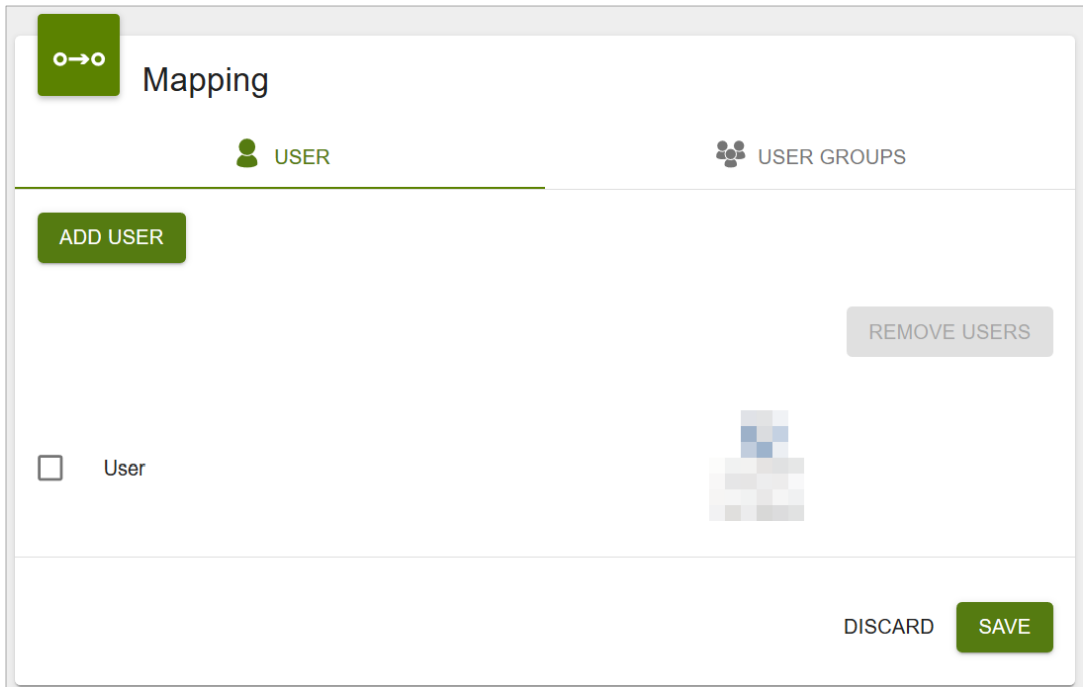 Mapping
USER
USER GROUPS
ADD USER
REMOVE USERS
User
DISCARD
SAVE